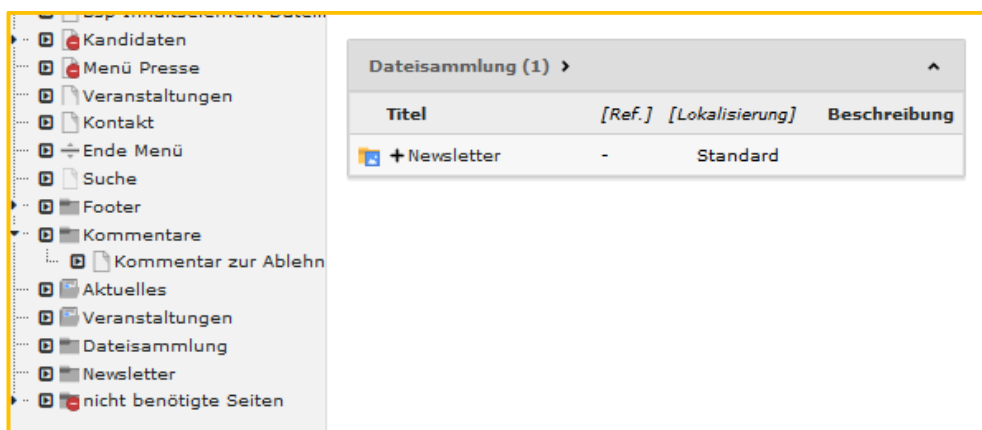 Kandidaten
Menü Presse
Veranstaltungen
Kontakt
Ende Menü
Suche
Footer
Kommentare
Kommentar zur Ablehn
Aktuelles
Veranstaltungen
Dateisammlung
Newsletter
nicht benötigte Seiten
Dateisammlung (1)
Titel [Ref.] [Lokalisierung] Beschreibung
Newsletter - Standard